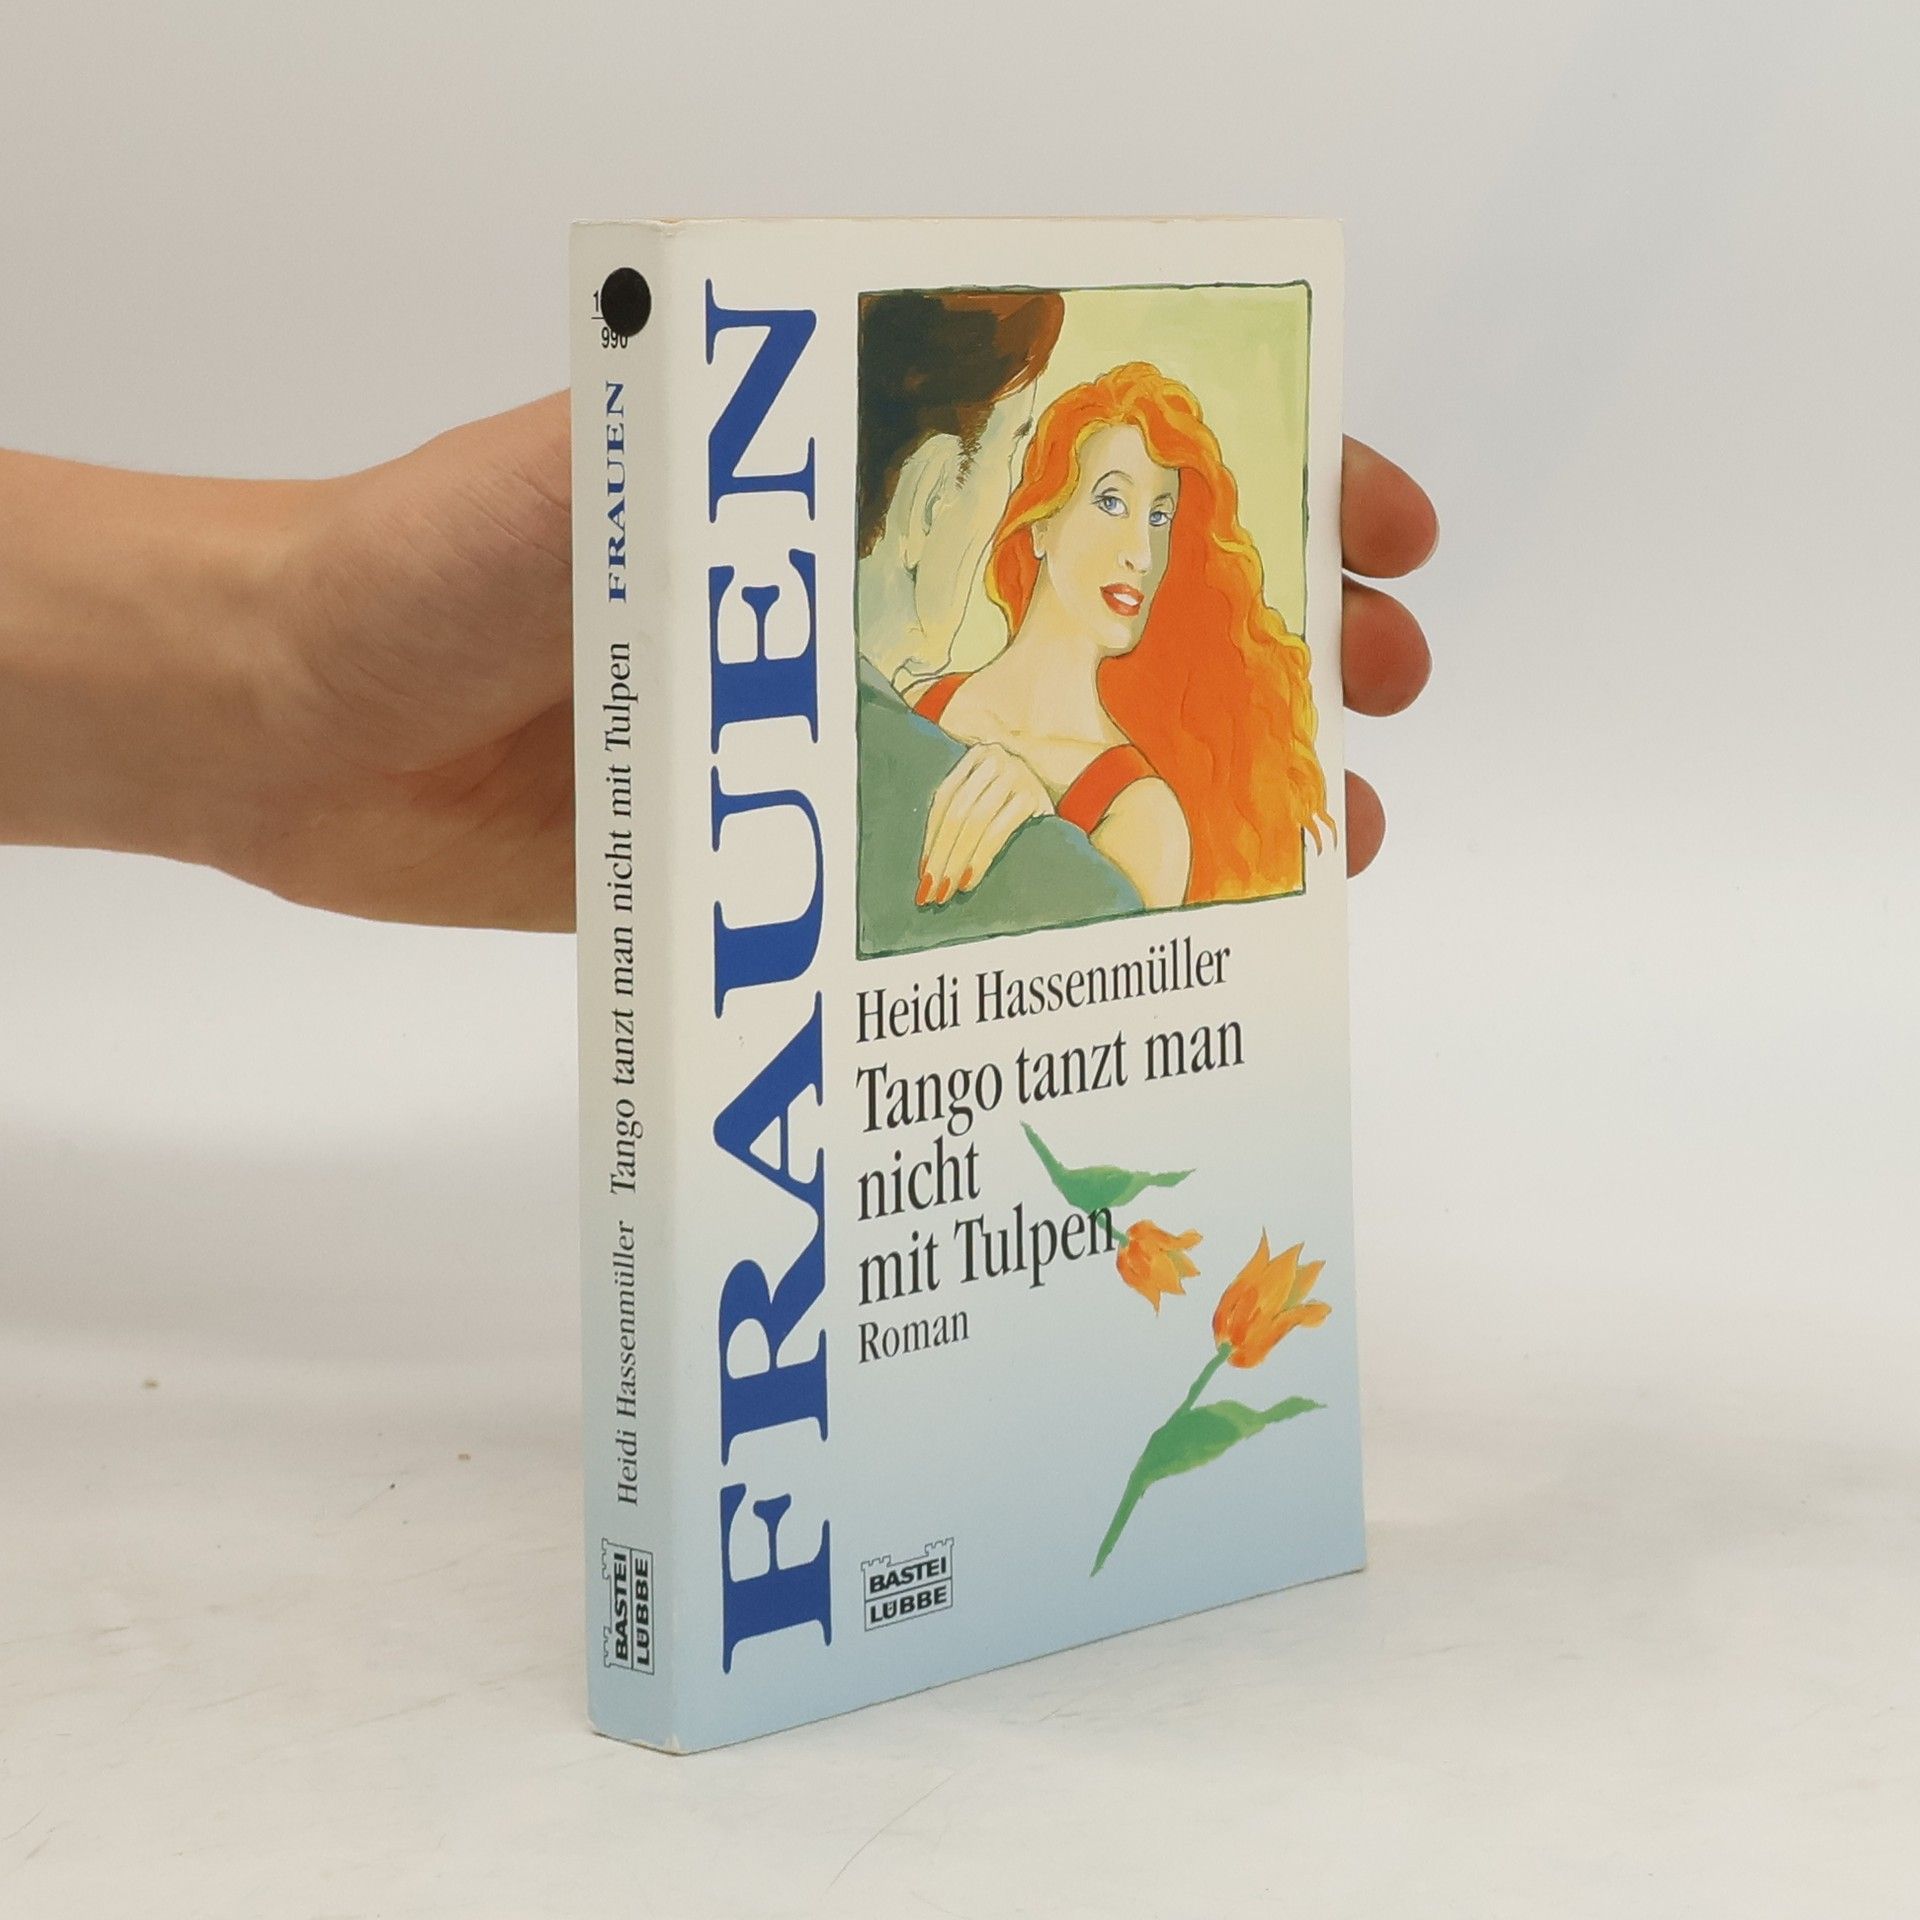 FRAUEN
Heidi Hassenmüller
Tango tanzt man
nicht
mit Tulpen
Roman
BASTEI
LÜBBE
Heidi Hassenmüller Tango tanzt man nicht mit Tulpen FRAUEN
BASTEI
LÜBBE